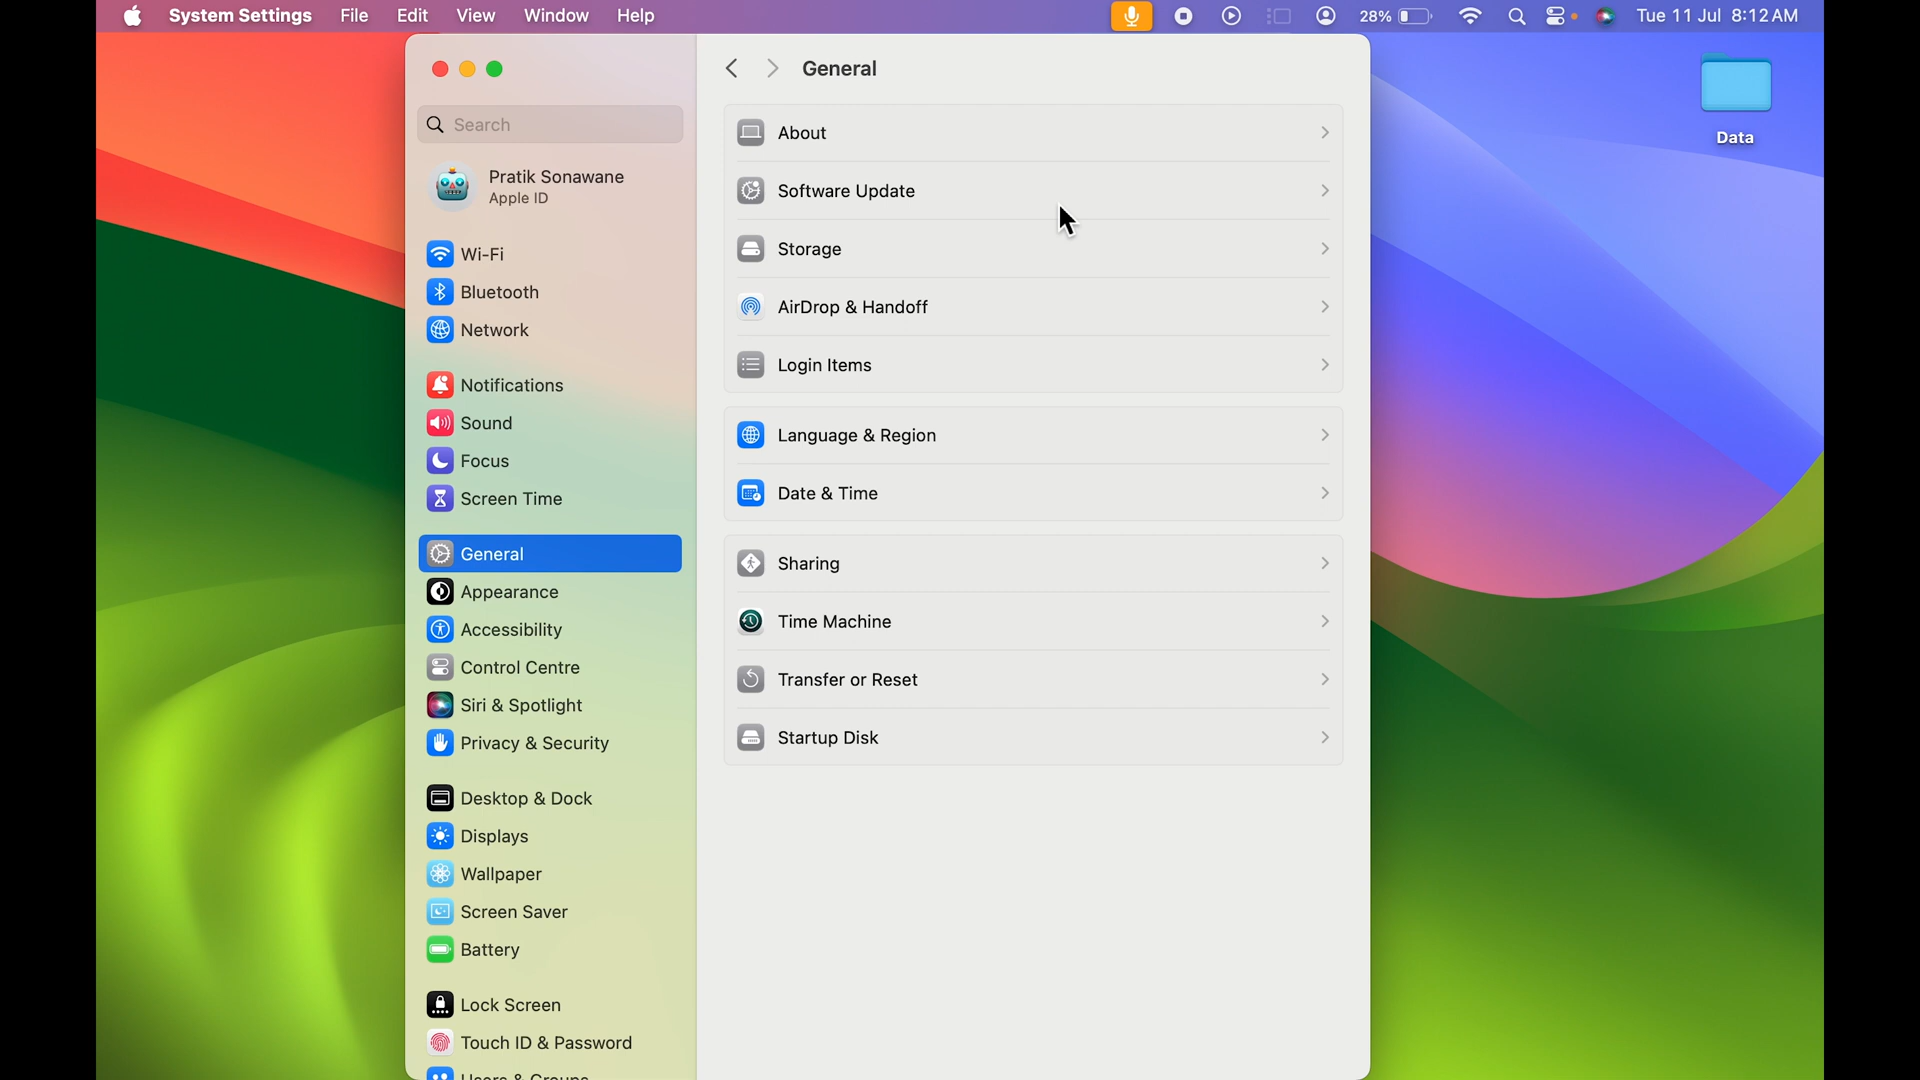 System Settings File Edit View Window Help 28% Tue 11 Jul 8:12 AM
General
Search
Pratik Sonawane
Apple ID
Wi-Fi
Bluetooth
Network
Notifications
Sound
Focus
Screen Time
General
Appearance
Accessibility
Control Centre
Siri & Spotlight
Privacy & Security
Desktop & Dock
Displays
Wallpaper
Screen Saver
Battery
Lock Screen
Touch ID & Password
Users & Groups
About
Software Update
Storage
AirDrop & Handoff
Login Items
Language & Region
Date & Time
Sharing
Time Machine
Transfer or Reset
Startup Disk
Data